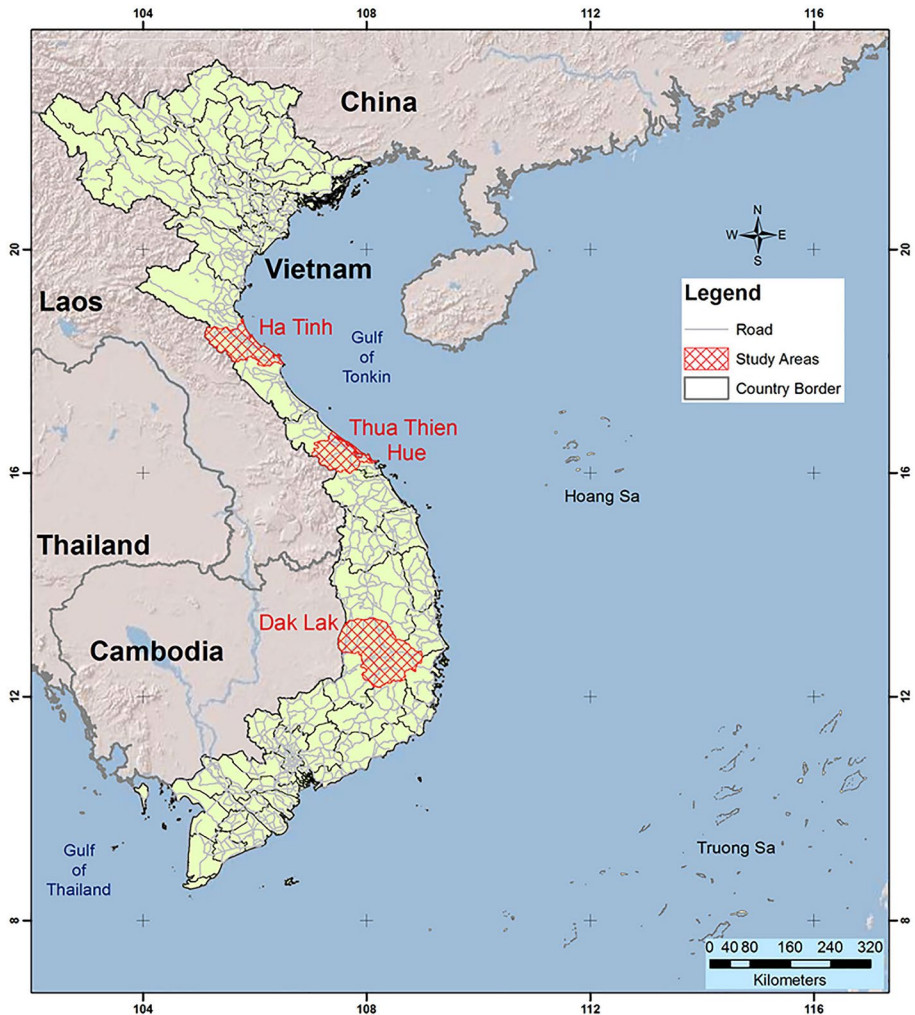 104 108 112 116
China
N
W E
S
20 20
Vietnam
Laos
Legend
Road
Study Areas
Country Border
Ha Tinh
Gulf
of
Tonkin
Thua Thien
Hue
16 16
Hoang Sa
Thailand
Dak Lak
Cambodia
12 12
Truong Sa
Gulf
of
Thailand
8 8
0 40 80 160 240 320
Kilometers
104 108 112 116